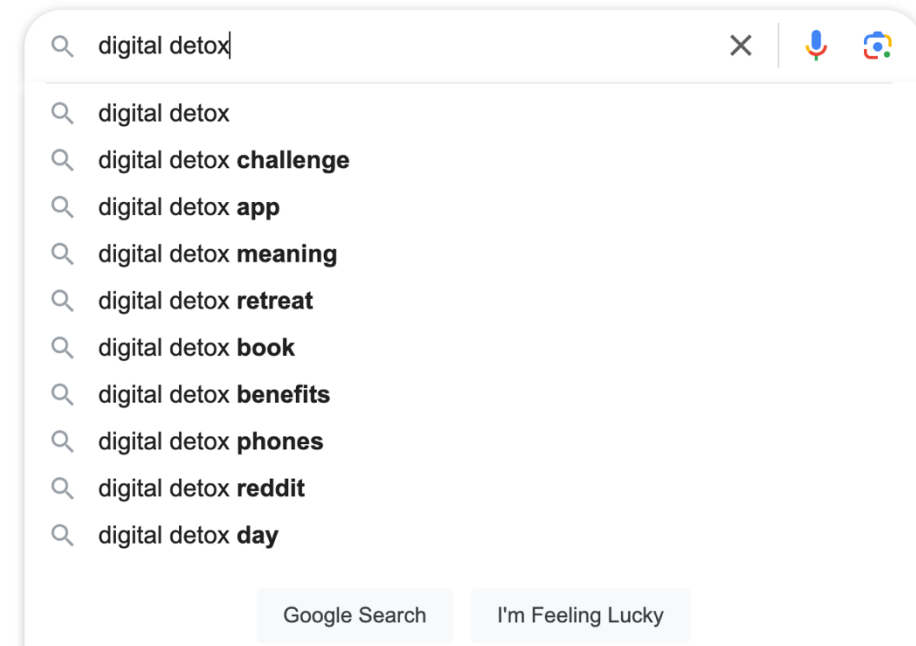 digital detox
digital detox
digital detox challenge
digital detox app
digital detox meaning
digital detox retreat
digital detox book
digital detox benefits
digital detox phones
digital detox reddit
digital detox day
Google Search I'm Feeling Lucky